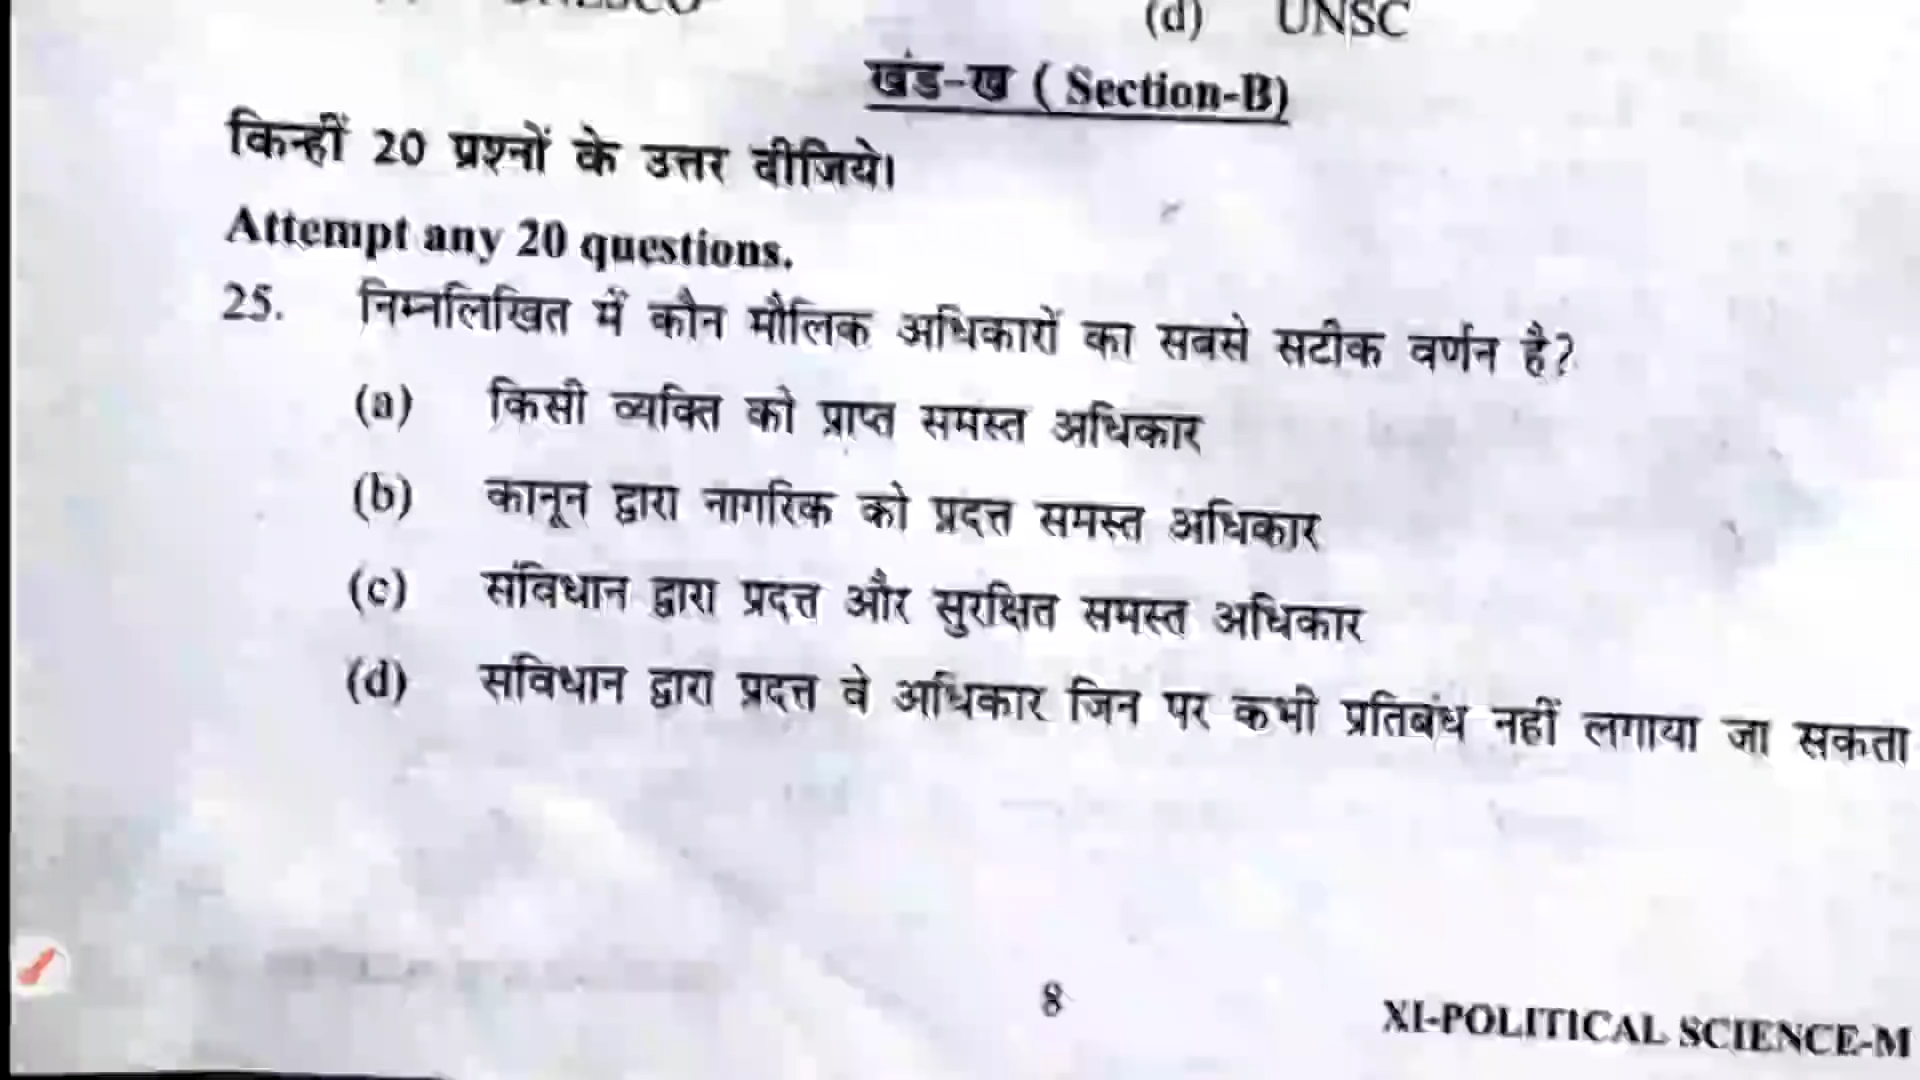 UNESCO
(d) UNSC
खंड-ख ( Section-B)
किन्हीं 20 प्रश्नों के उत्तर दीजिये।
Attempt any 20 questions.
25. निम्नलिखित में कौन मौलिक अधिकारों का सबसे सटीक वर्णन है?
(a) किसी व्यक्ति को प्राप्त समस्त अधिकार
(b) कानून द्वारा नागरिक को प्रदत्त समस्त अधिकार
(c) संविधान द्वारा प्रदत्त और सुरक्षित समस्त अधिकार
(d) संविधान द्वारा प्रदत्त वे अधिकार जिन पर कभी प्रतिबंध नहीं लगाया जा सकता
8
XI-POLITICAL SCIENCE-M